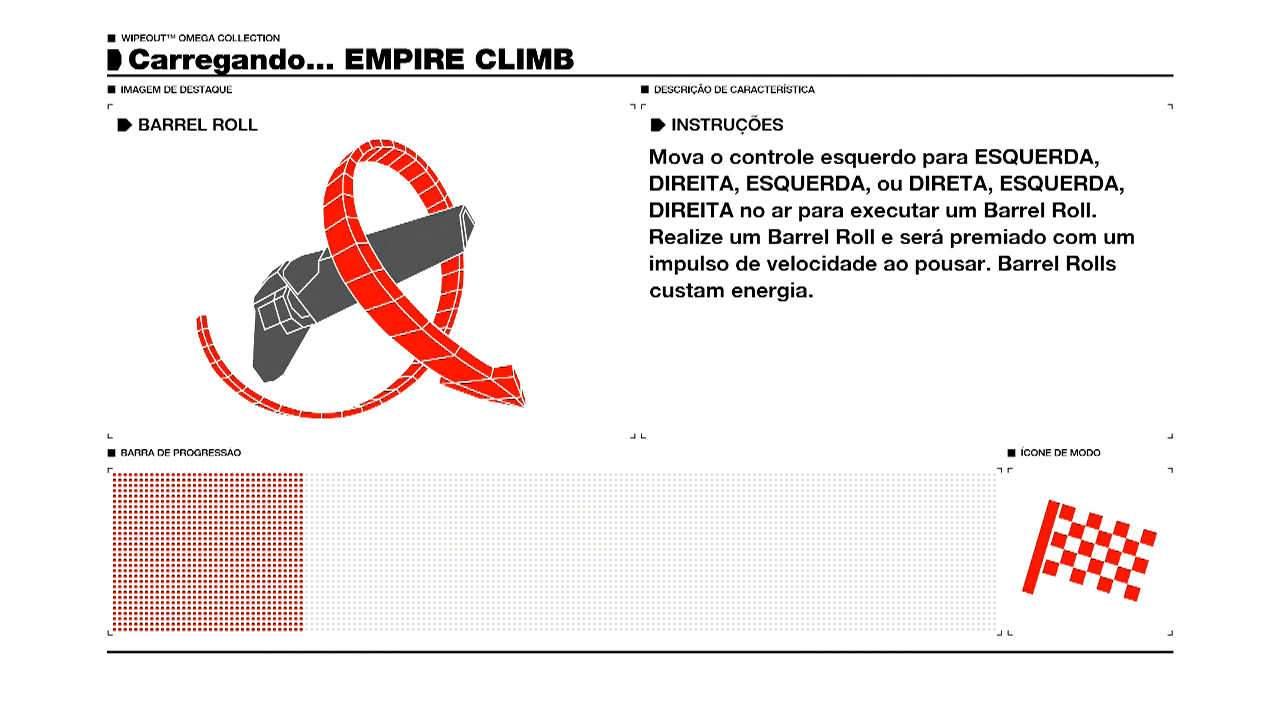 WIPEOUT™ OMEGA COLLECTION
Carregando... EMPIRE CLIMB
IMAGEM DE DESTAQUE
DESCRIÇÃO DE CARACTERÍSTICA
BARREL ROLL
INSTRUÇÕES
Mova o controle esquerdo para ESQUERDA,
DIREITA, ESQUERDA, ou DIRETA, ESQUERDA,
DIREITA no ar para executar um Barrel Roll.
Realize um Barrel Roll e será premiado com um
impulso de velocidade ao pousar. Barrel Rolls
custam energia.
BARRA DE PROGRESSÃO
ÍCONE DE MODO